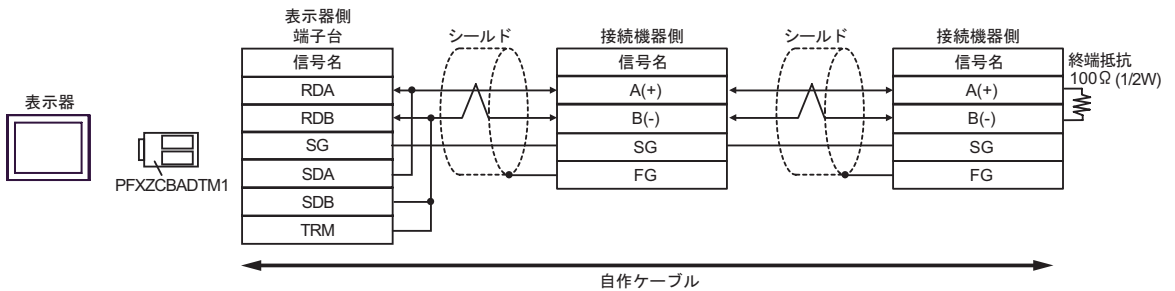 表示器
PFXZCBADTM1
表示器側
端子台
信号名
RDA
RDB
SG
SDA
SDB
TRM
シールド
接続機器側
信号名
A(+)
B(-)
SG
FG
シールド
接続機器側
信号名
A(+)
B(-)
SG
FG
終端抵抗
100Ω (1/2W)
自作ケーブル